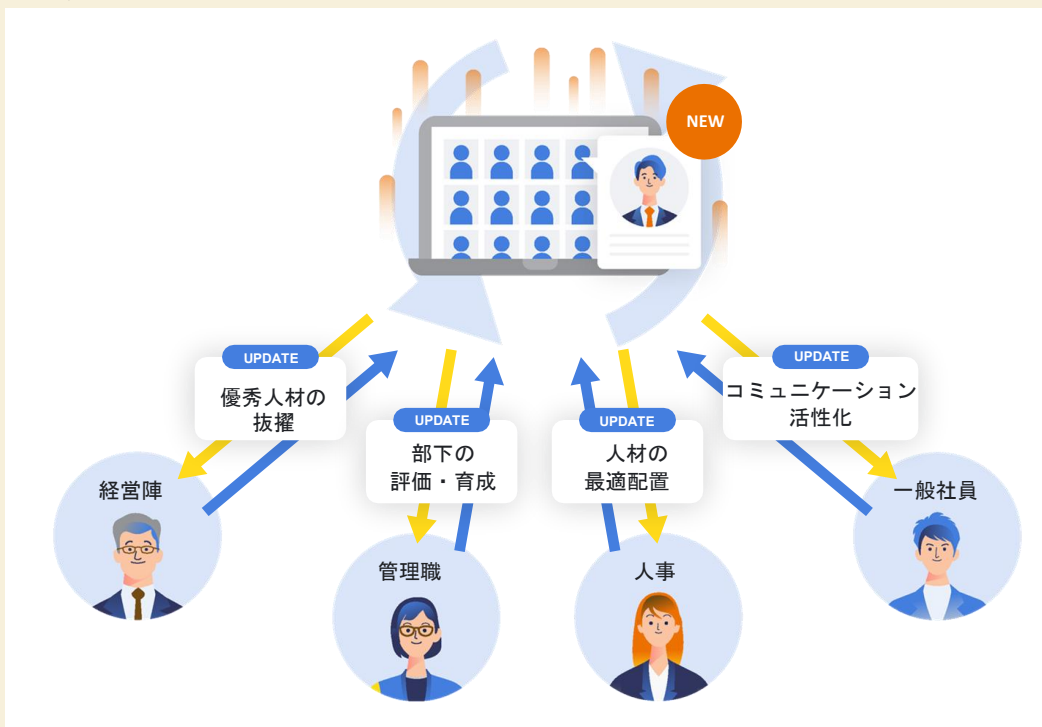 NEW
UPDATE
優秀人材の
抜擢
UPDATE
部下の
評価・育成
UPDATE
人材の
最適配置
UPDATE
コミュニケーション
活性化
経営陣
管理職
人事
一般社員